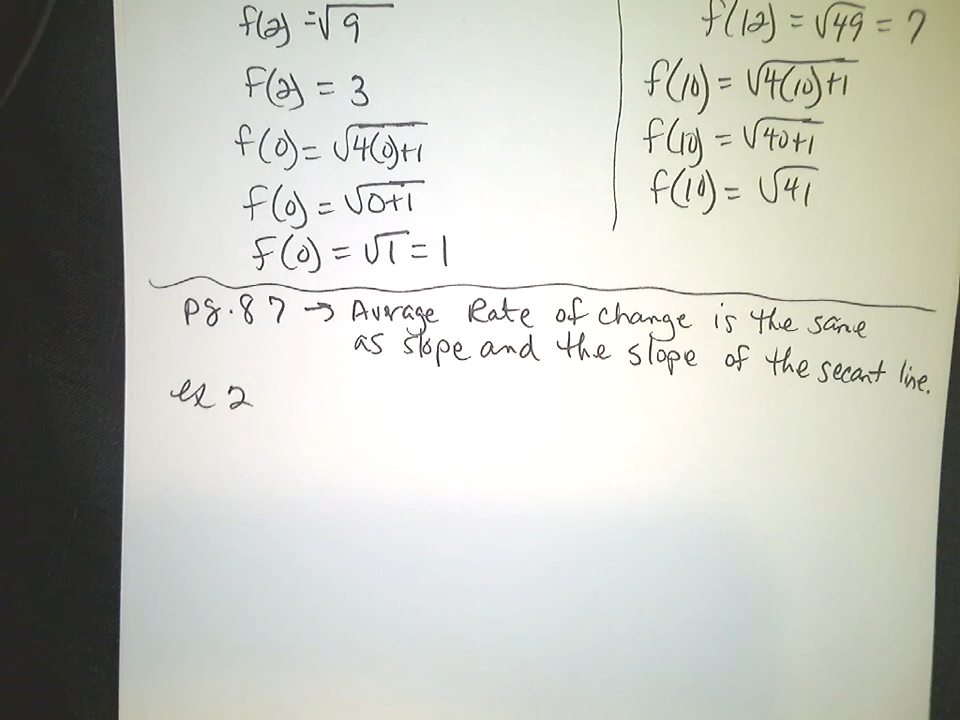 f(2) = √9
f(2) = 3
f(0) = √4(0)+1
f(0) = √0+1
f(0) = √1 = 1
f(12) = √49 = 7
f(10) = √4(10)+1
f(10) = √40+1
f(10) = √41
pg. 87 → Average Rate of change is the same
as slope and the slope of the secant line.
ex 2